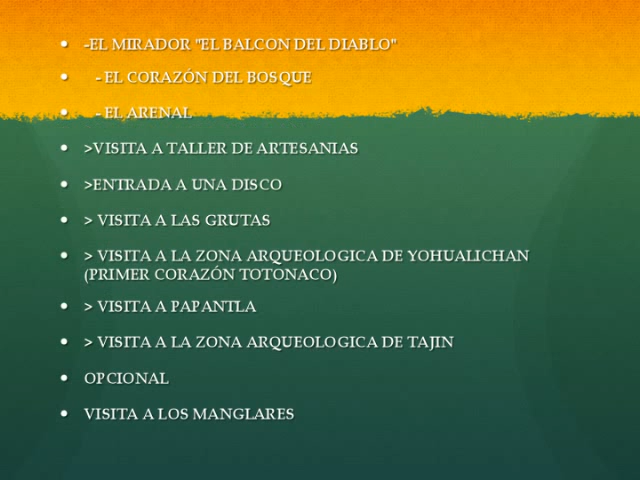 • -EL MIRADOR "EL BALCON DEL DIABLO"
• - EL CORAZÓN DEL BOSQUE
• - EL ARENAL
• >VISITA A TALLER DE ARTESANIAS
• >ENTRADA A UNA DISCO
• > VISITA A LAS GRUTAS
• > VISITA A LA ZONA ARQUEOLOGICA DE YOHUALICHAN
(PRIMER CORAZÓN TOTONACO)
• > VISITA A PAPANTLA
• > VISITA A LA ZONA ARQUEOLOGICA DE TAJIN
• OPCIONAL
• VISITA A LOS MANGLARES